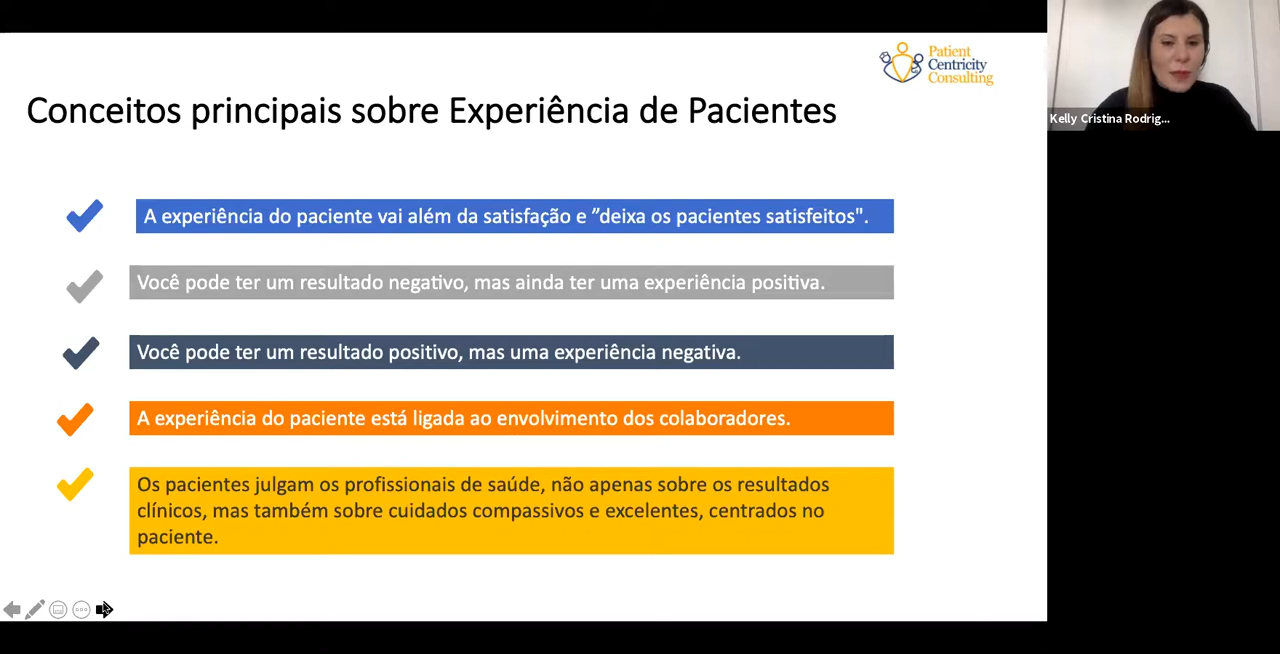 Patient
Centricity
Consulting
Conceitos principais sobre Experiência de Pacientes
Kelly Cristina Rodrig...
A experiência do paciente vai além da satisfação e ”deixa os pacientes satisfeitos".
Você pode ter um resultado negativo, mas ainda ter uma experiência positiva.
Você pode ter um resultado positivo, mas uma experiência negativa.
A experiência do paciente está ligada ao envolvimento dos colaboradores.
Os pacientes julgam os profissionais de saúde, não apenas sobre os resultados
clínicos, mas também sobre cuidados compassivos e excelentes, centrados no
paciente.